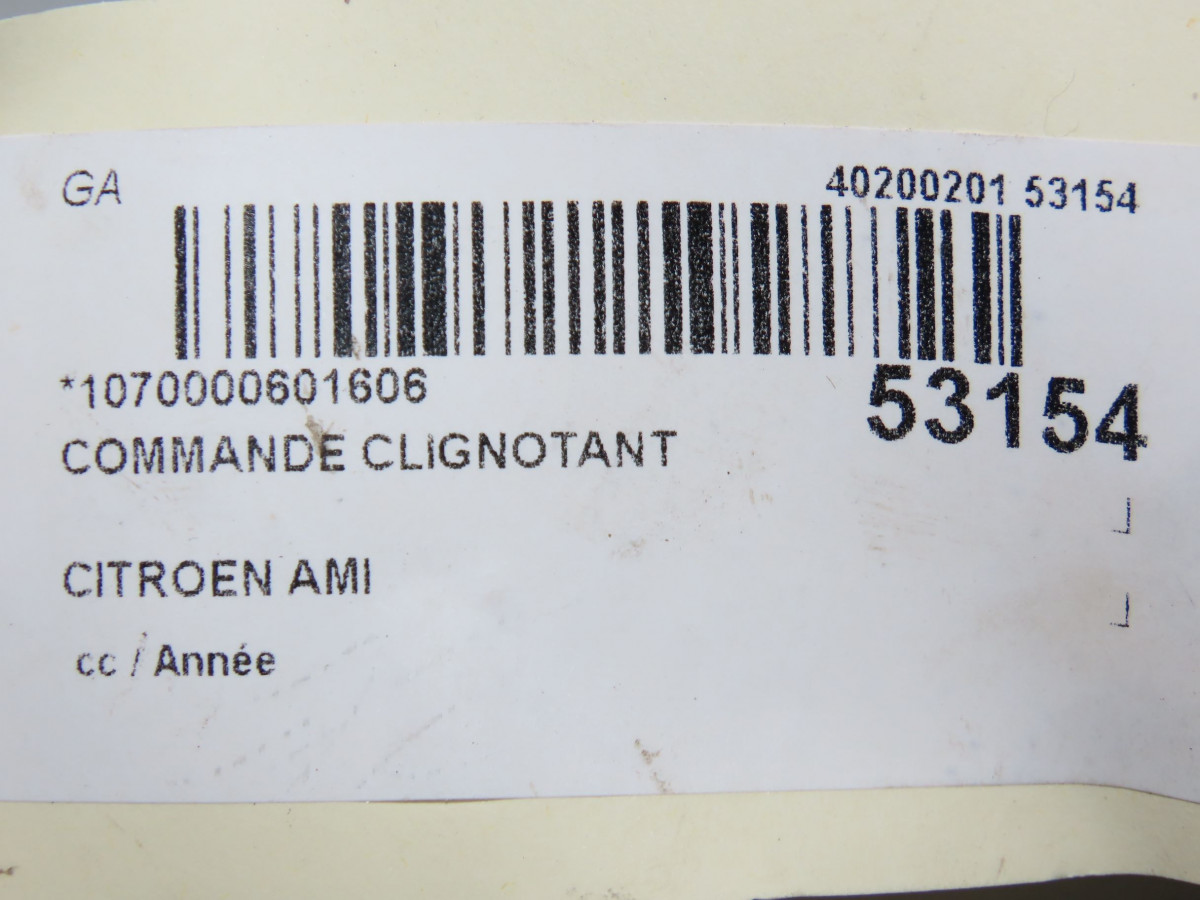 GA
40200201 53154
*1070000601606
53154
COMMANDE CLIGNOTANT
CITROEN AMI
cc / Année